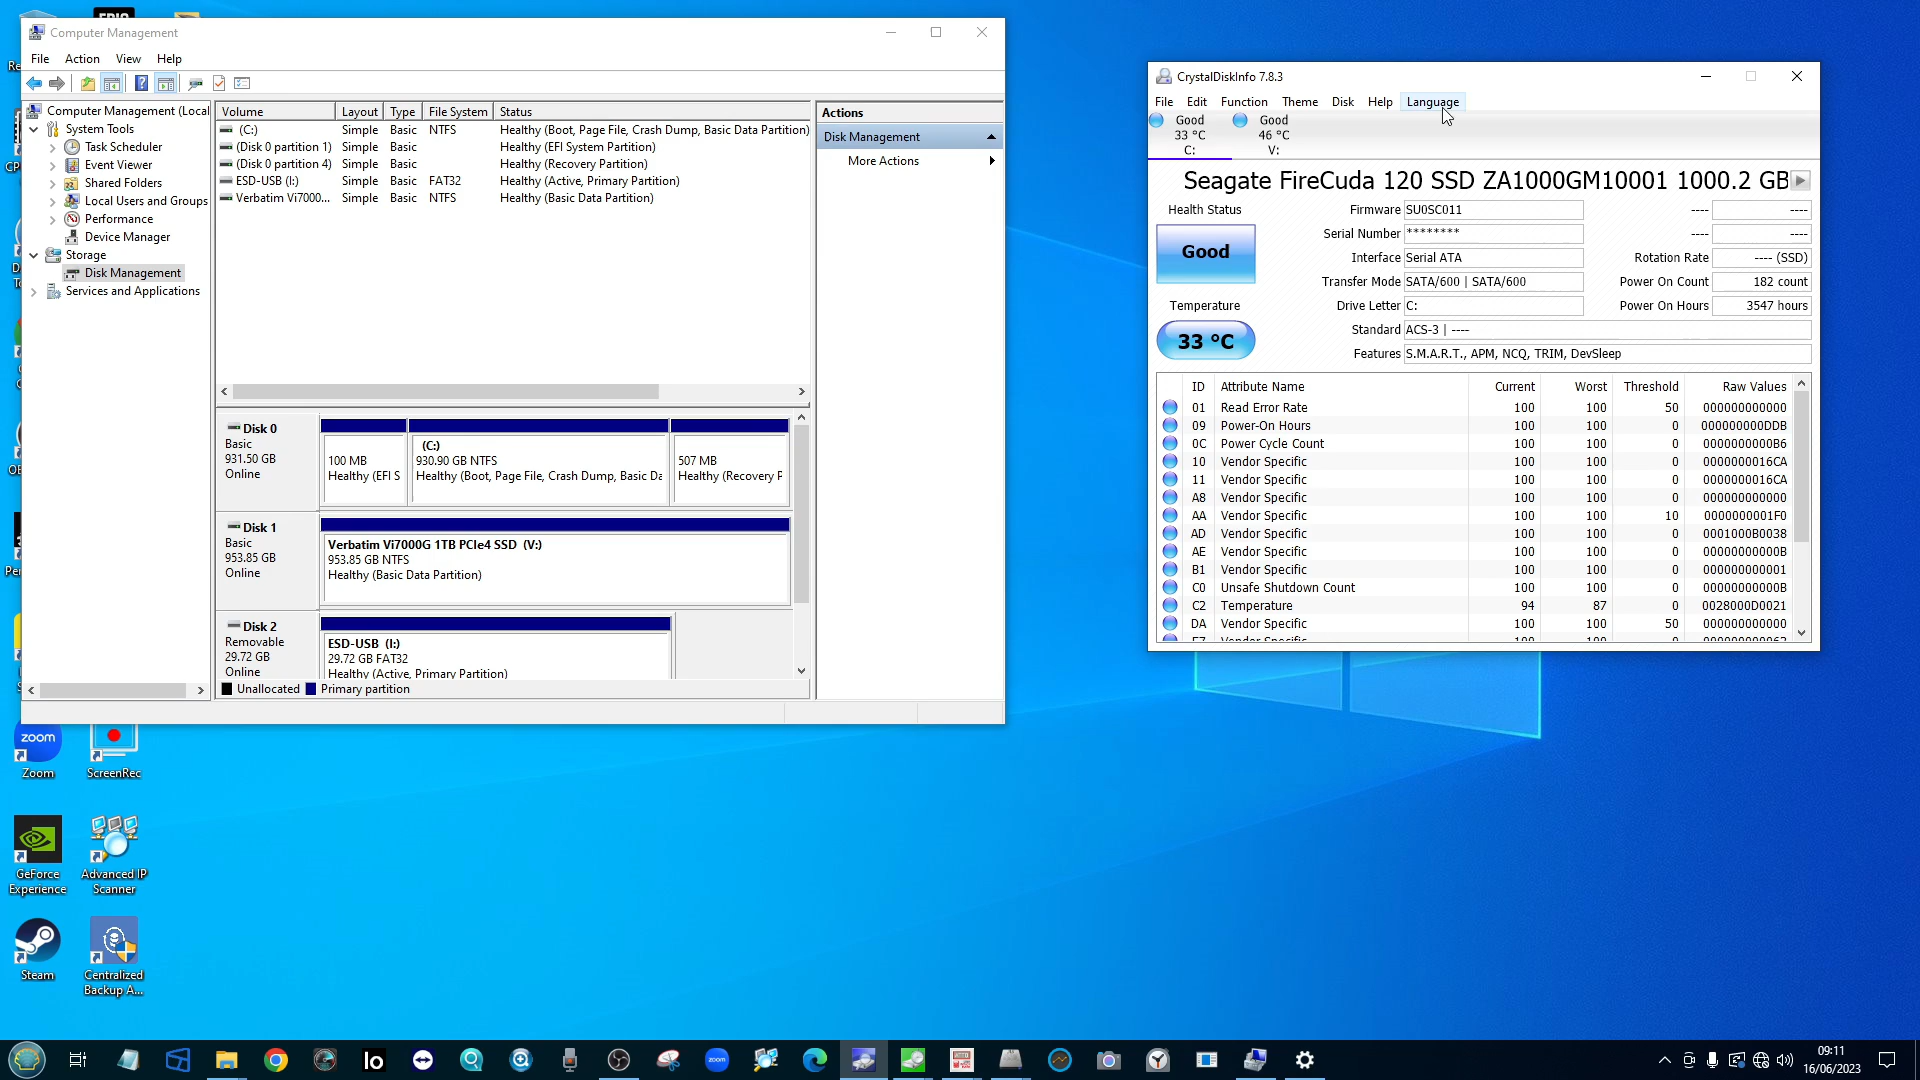 Computer Management
File Action View Help
Computer Management (Local
System Tools
Task Scheduler
Event Viewer
Shared Folders
Local Users and Groups
Performance
Device Manager
Storage
Disk Management
Services and Applications
Volume Layout Type File System Status
(C:) Simple Basic NTFS Healthy (Boot, Page File, Crash Dump, Basic Data Partition)
(Disk 0 partition 1) Simple Basic Healthy (EFI System Partition)
(Disk 0 partition 4) Simple Basic Healthy (Recovery Partition)
ESD-USB (I:) Simple Basic FAT32 Healthy (Active, Primary Partition)
Verbatim Vi7000... Simple Basic NTFS Healthy (Basic Data Partition)
Actions
Disk Management
More Actions
Disk 0
Basic
931.50 GB
Online
100 MB
Healthy (EFI S
(C:)
930.90 GB NTFS
Healthy (Boot, Page File, Crash Dump, Basic Da
507 MB
Healthy (Recovery P
Disk 1
Basic
953.85 GB
Online
Verbatim Vi7000G 1TB PCIe4 SSD (V:)
953.85 GB NTFS
Healthy (Basic Data Partition)
Disk 2
Removable
29.72 GB
Online
ESD-USB (I:)
29.72 GB FAT32
Healthy (Active, Primary Partition)
Unallocated Primary partition
CrystalDiskInfo 7.8.3
File Edit Function Theme Disk Help Language
Good Good
33 °C 46 °C
C: V:
Seagate FireCuda 120 SSD ZA1000GM10001 1000.2 GB
Health Status
Good
Temperature
33 °C
Firmware SU0SC011 ---- ----
Serial Number ******** ---- ----
Interface Serial ATA Rotation Rate ---- (SSD)
Transfer Mode SATA/600 | SATA/600 Power On Count 182 count
Drive Letter C: Power On Hours 3547 hours
Standard ACS-3 | ----
Features S.M.A.R.T., APM, NCQ, TRIM, DevSleep
ID Attribute Name Current Worst Threshold Raw Values
01 Read Error Rate 100 100 50 000000000000
09 Power-On Hours 100 100 0 000000000DDB
0C Power Cycle Count 100 100 0 0000000000B6
10 Vendor Specific 100 100 0 0000000016CA
11 Vendor Specific 100 100 0 0000000016CA
A8 Vendor Specific 100 100 0 000000000000
AA Vendor Specific 100 100 10 0000000001F0
AD Vendor Specific 100 100 0 0001000B0038
AE Vendor Specific 100 100 0 00000000000B
B1 Vendor Specific 100 100 0 000000000001
C0 Unsafe Shutdown Count 100 100 0 00000000000B
C2 Temperature 94 87 0 0028000D0021
DA Vendor Specific 100 100 50 000000000000
zoom
Zoom
ScreenRec
GeForce
Experience
Advanced IP
Scanner
Steam
Centralized
Backup A...
Io
zoom
09:11
16/06/2023